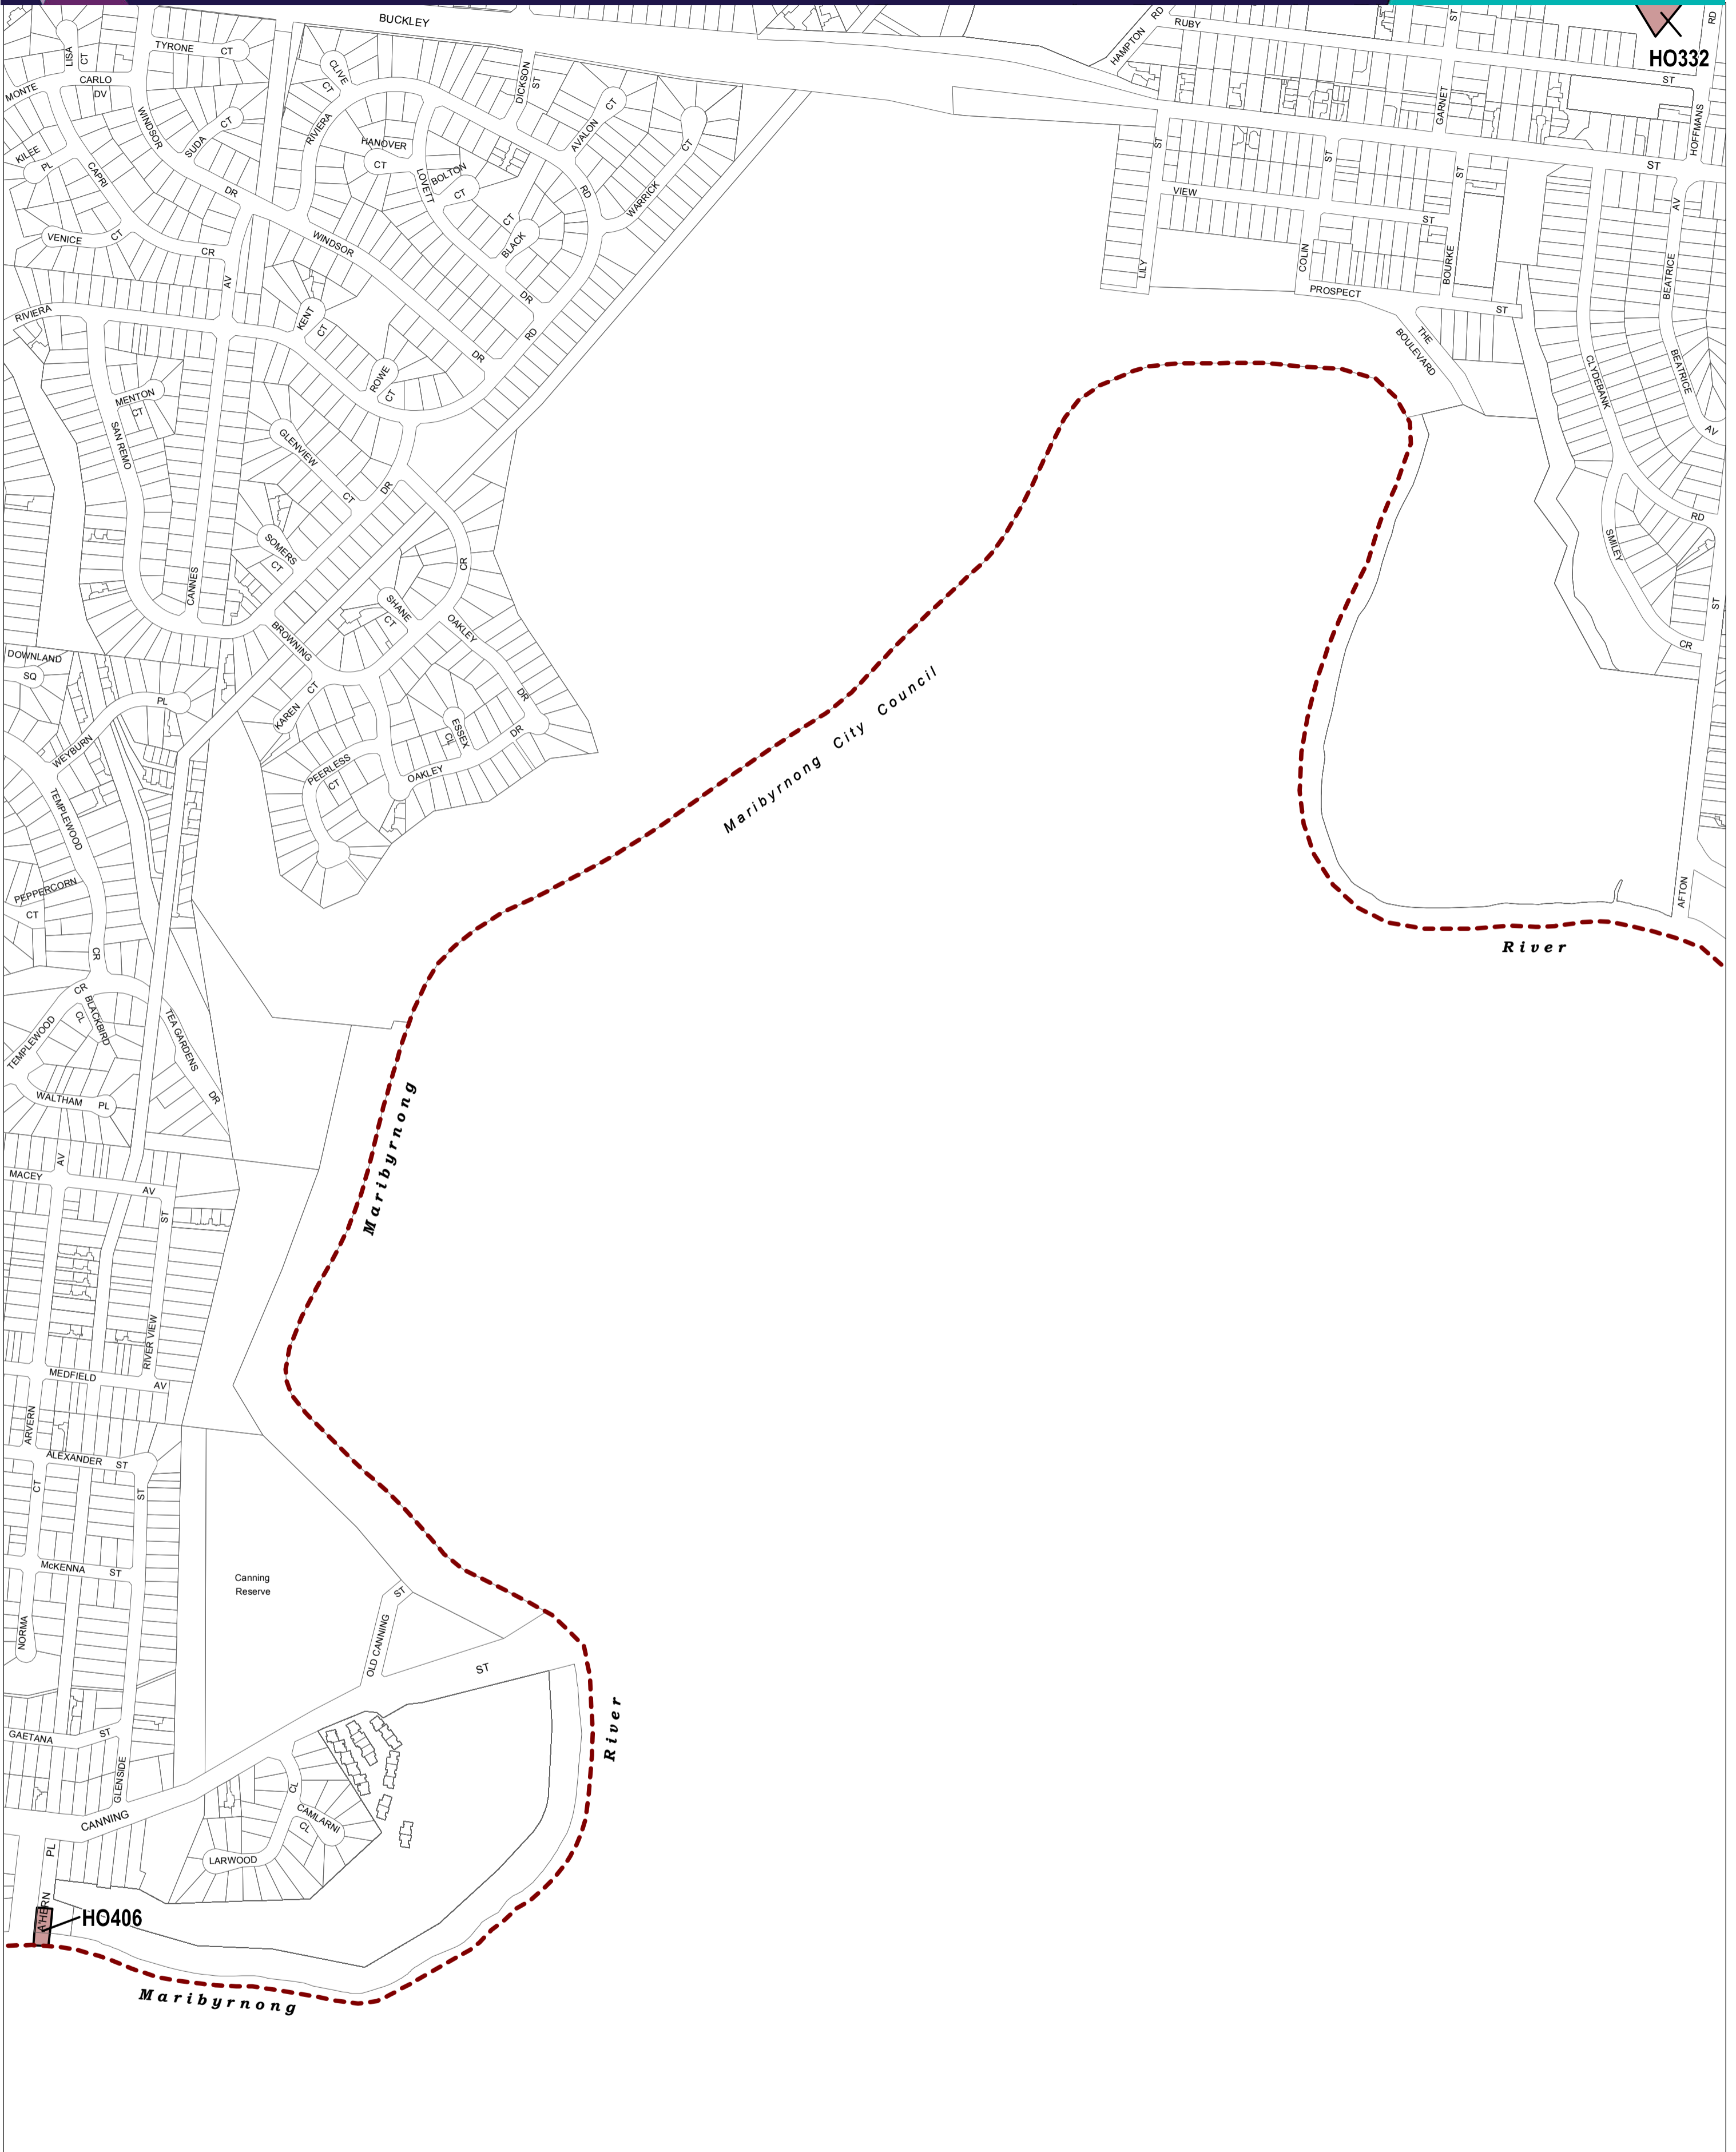 BUCKLEY
RD
ST
RD
RUBY
HAMPTON
HO332
ST
LISA
CT
TYRONE CT
CLIVE
CT
DICKSON
ST
CARLO
DV
MONTE
WINDSOR
SUDA
CT
RIVIERA
HANOVER
CT
AVALON
CT
GARNET
HOFFMANS
KILEE
PL
CAPRI
DR
LOVETT
BOLTON
CT
RD
WARRICK
CT
ST
ST
ST
ST
VIEW
ST
AV
VENICE
CT
CR
WINDSOR
CT
BLACK
AV
DR
LILY
COLIN
BOURKE
BEATRICE
PROSPECT
ST
RIVIERA
KENT
CT
DR
RD
ROWE
CT
THE
BOULEVARD
CLYDEBANK
BEATRICE
AV
MENTON
CT
SAN REMO
GLENVIEW
CT
DR
RD
SMILEY
SOMERS
CT
CANNES
CR
SHANE
CT
BROWNING
OAKLEY
ST
CR
DOWNLAND
SQ
PL
KAREN
CT
DR
ESSEX
CL
DR
WEYBURN
PEERLESS
CT
OAKLEY
Maribyrnong City Council
TEMPLEWOOD
PEPPERCORN
CT
CR
AFTON
River
CR
CL
BLACKBIRD
TEMPLEWOOD
TEA GARDENS
DR
WALTHAM PL
Maribyrnong
AV
MACEY
AV
ST
RIVER VIEW
MEDFIELD
AV
ARVERN
ALEXANDER ST
CT
ST
McKENNA ST
Canning
Reserve
ST
OLD CANNING
NORMA
ST
River
GAETANA
ST
GLENSIDE
CL
CAMLARNI
CL
CANNING
PL
LARWOOD
A'HERN
HO406
Maribyrnong